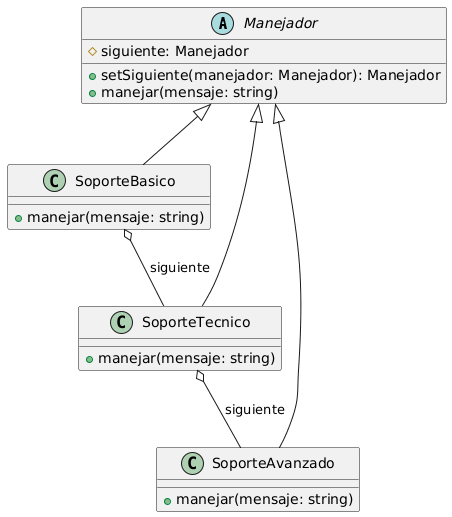 A Manejador
siguiente: Manejador
setSiguiente(manejador: Manejador): Manejador
manejar(mensaje: string)
C SoporteBasico
manejar(mensaje: string)
siguiente
C SoporteTecnico
manejar(mensaje: string)
siguiente
C SoporteAvanzado
manejar(mensaje: string)